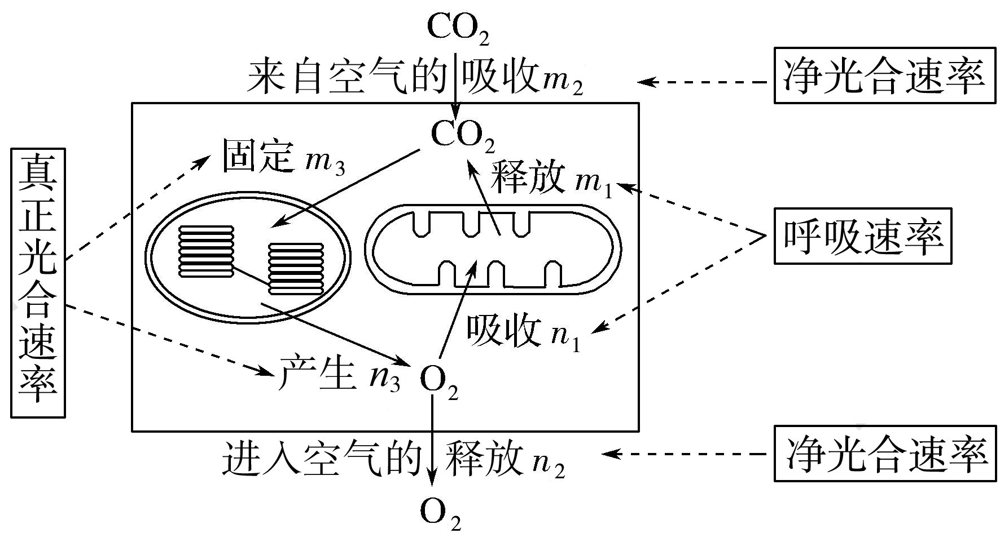 CO₂
来自空气的 吸收m₂
净光合速率
CO₂
固定 m₃
释放 m₁
真正光合速率
呼吸速率
吸收 n₁
产生 n₃
O₂
进入空气的 释放 n₂
净光合速率
O₂